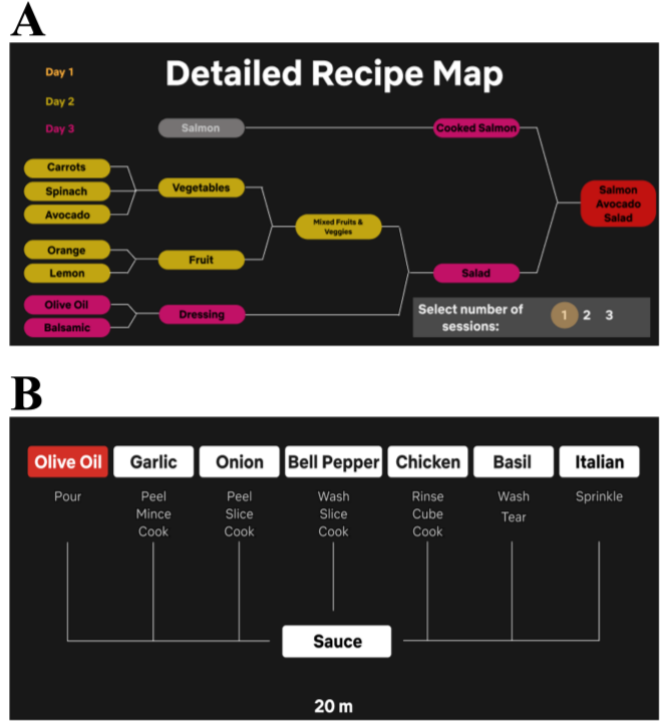 A
Day 1
Detailed Recipe Map
Day 2
Day 3
Salmon
Cooked Salmon
Carrots
Spinach
Avocado
Vegetables
Salmon
Avocado
Salad
Mixed Fruits &
Veggies
Orange
Lemon
Fruit
Salad
Olive Oil
Balsamic
Dressing
Select number of
sessions:
1 2 3
B
Olive Oil Garlic Onion Bell Pepper Chicken Basil Italian
Pour Peel Peel Wash Rinse Wash Sprinkle
Mince Slice Slice Cube Tear
Cook Cook Cook Cook
Sauce
20 m